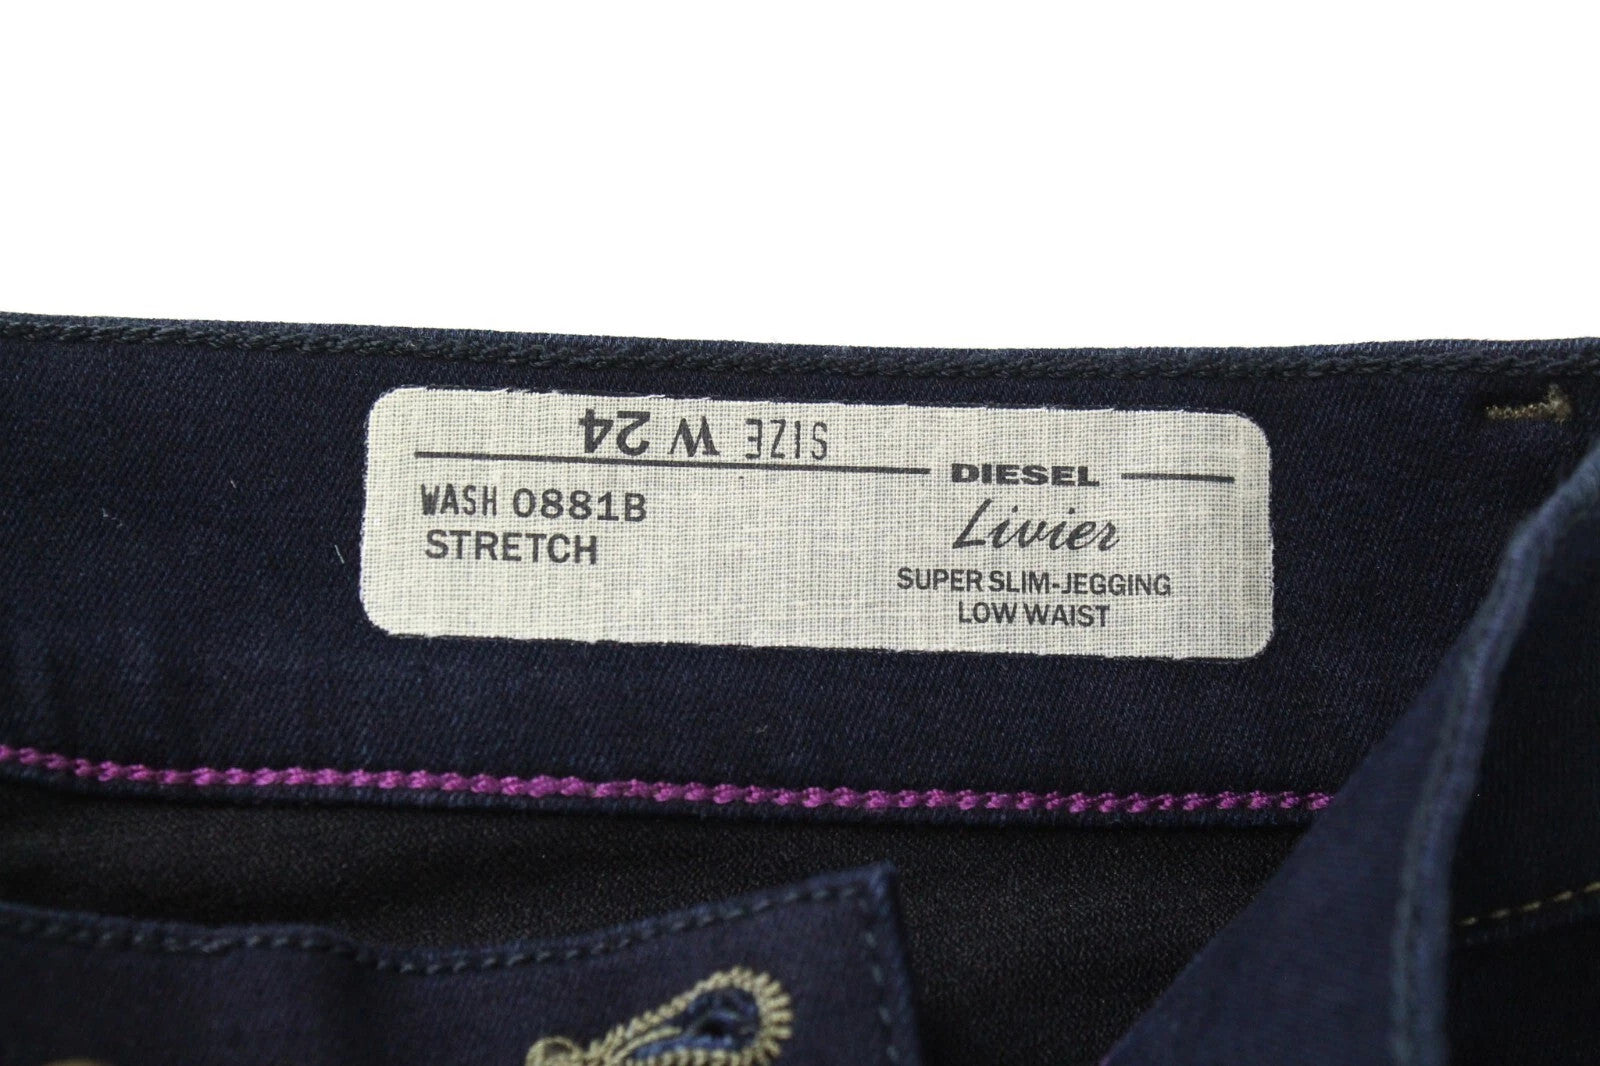 SIZE W 24
DIESEL
WASH 0881B
STRETCH
Livier
SUPER SLIM-JEGGING
LOW WAIST